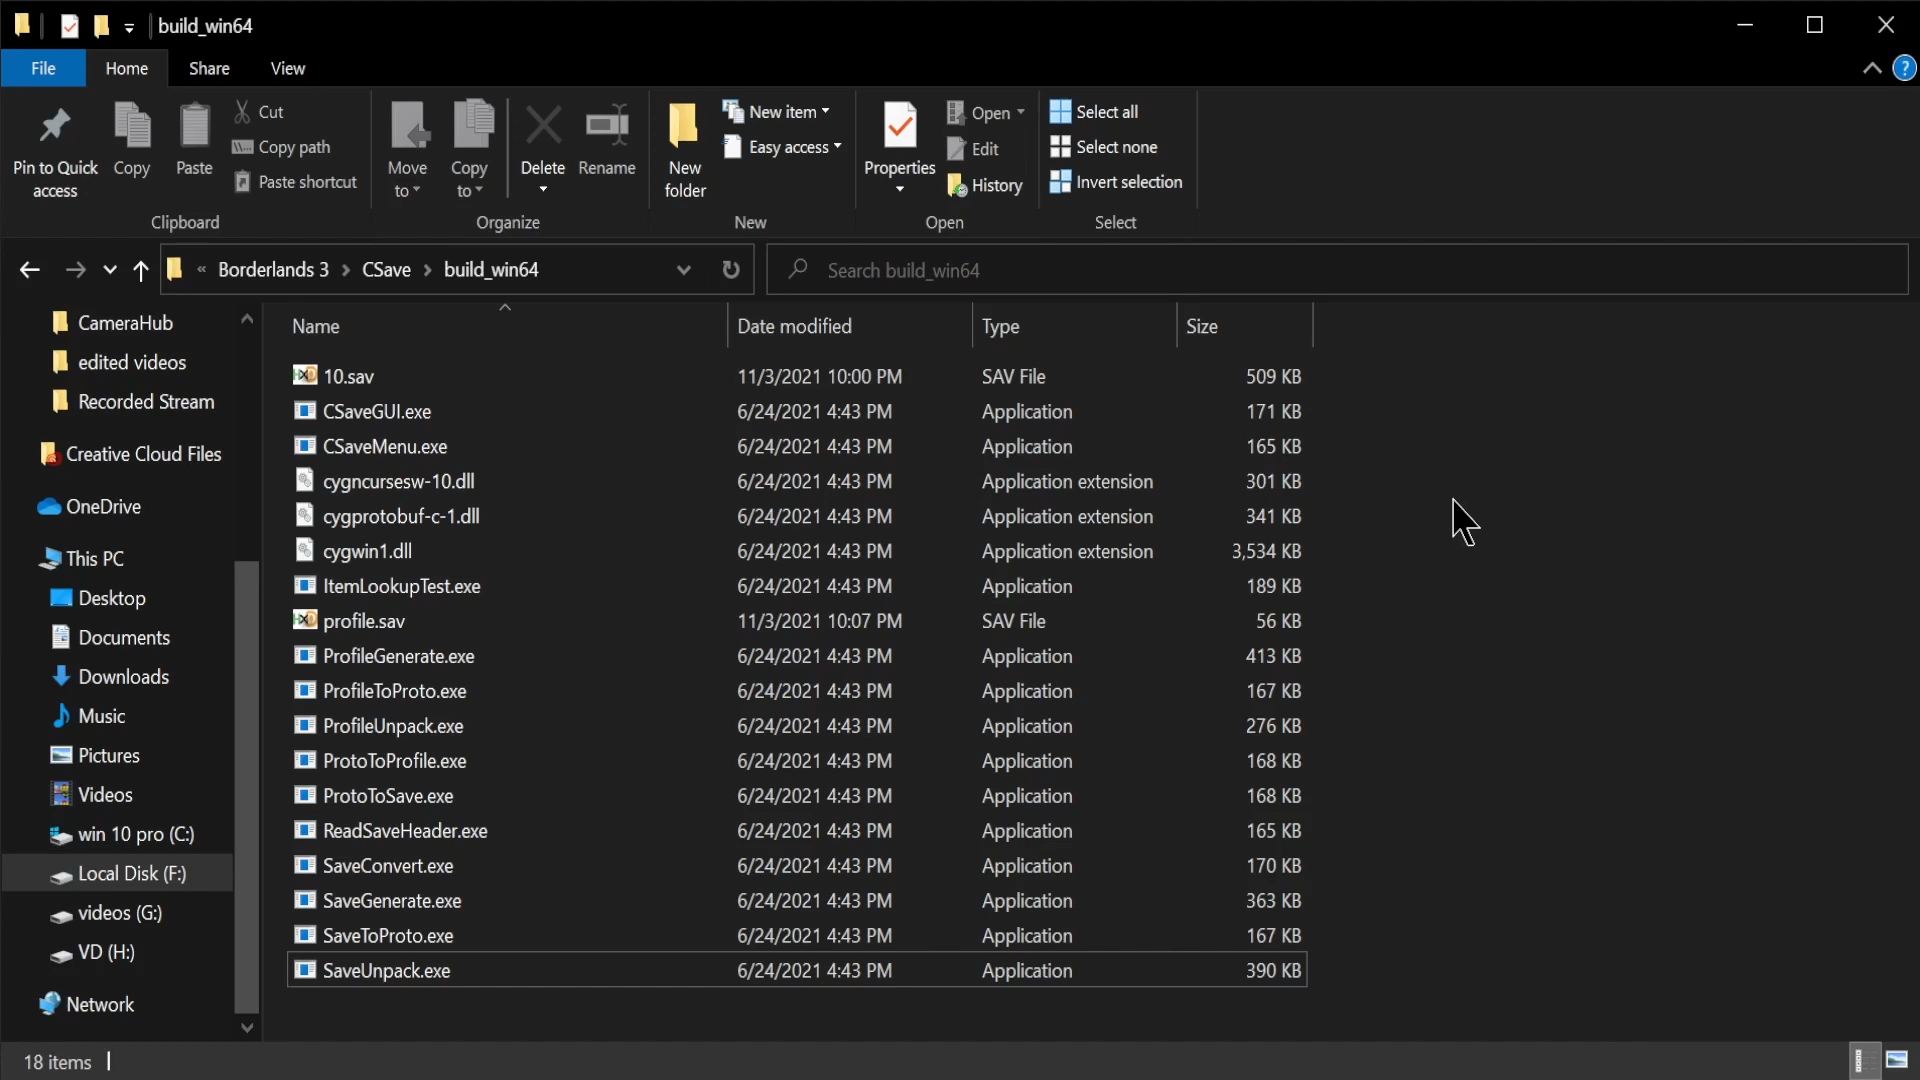 build_win64
File Home Share View
?
Pin to Quick access
Copy
Paste
Cut
Copy path
Paste shortcut
Clipboard
Move to
Copy to
Delete
Rename
Organize
New folder
New item
Easy access
New
Properties
Open
Edit
History
Open
Select all
Select none
Invert selection
Select
« Borderlands 3 > CSave > build_win64
Search build_win64
CameraHub
edited videos
Recorded Stream
Creative Cloud Files
OneDrive
This PC
Desktop
Documents
Downloads
Music
Pictures
Videos
win 10 pro (C:)
Local Disk (F:)
videos (G:)
VD (H:)
Network
Name Date modified Type Size
10.sav 11/3/2021 10:00 PM SAV File 509 KB
CSaveGUI.exe 6/24/2021 4:43 PM Application 171 KB
CSaveMenu.exe 6/24/2021 4:43 PM Application 165 KB
cygncursesw-10.dll 6/24/2021 4:43 PM Application extension 301 KB
cygprotobuf-c-1.dll 6/24/2021 4:43 PM Application extension 341 KB
cygwin1.dll 6/24/2021 4:43 PM Application extension 3,534 KB
ItemLookupTest.exe 6/24/2021 4:43 PM Application 189 KB
profile.sav 11/3/2021 10:07 PM SAV File 56 KB
ProfileGenerate.exe 6/24/2021 4:43 PM Application 413 KB
ProfileToProto.exe 6/24/2021 4:43 PM Application 167 KB
ProfileUnpack.exe 6/24/2021 4:43 PM Application 276 KB
ProtoToProfile.exe 6/24/2021 4:43 PM Application 168 KB
ProtoToSave.exe 6/24/2021 4:43 PM Application 168 KB
ReadSaveHeader.exe 6/24/2021 4:43 PM Application 165 KB
SaveConvert.exe 6/24/2021 4:43 PM Application 170 KB
SaveGenerate.exe 6/24/2021 4:43 PM Application 363 KB
SaveToProto.exe 6/24/2021 4:43 PM Application 167 KB
SaveUnpack.exe 6/24/2021 4:43 PM Application 390 KB
18 items